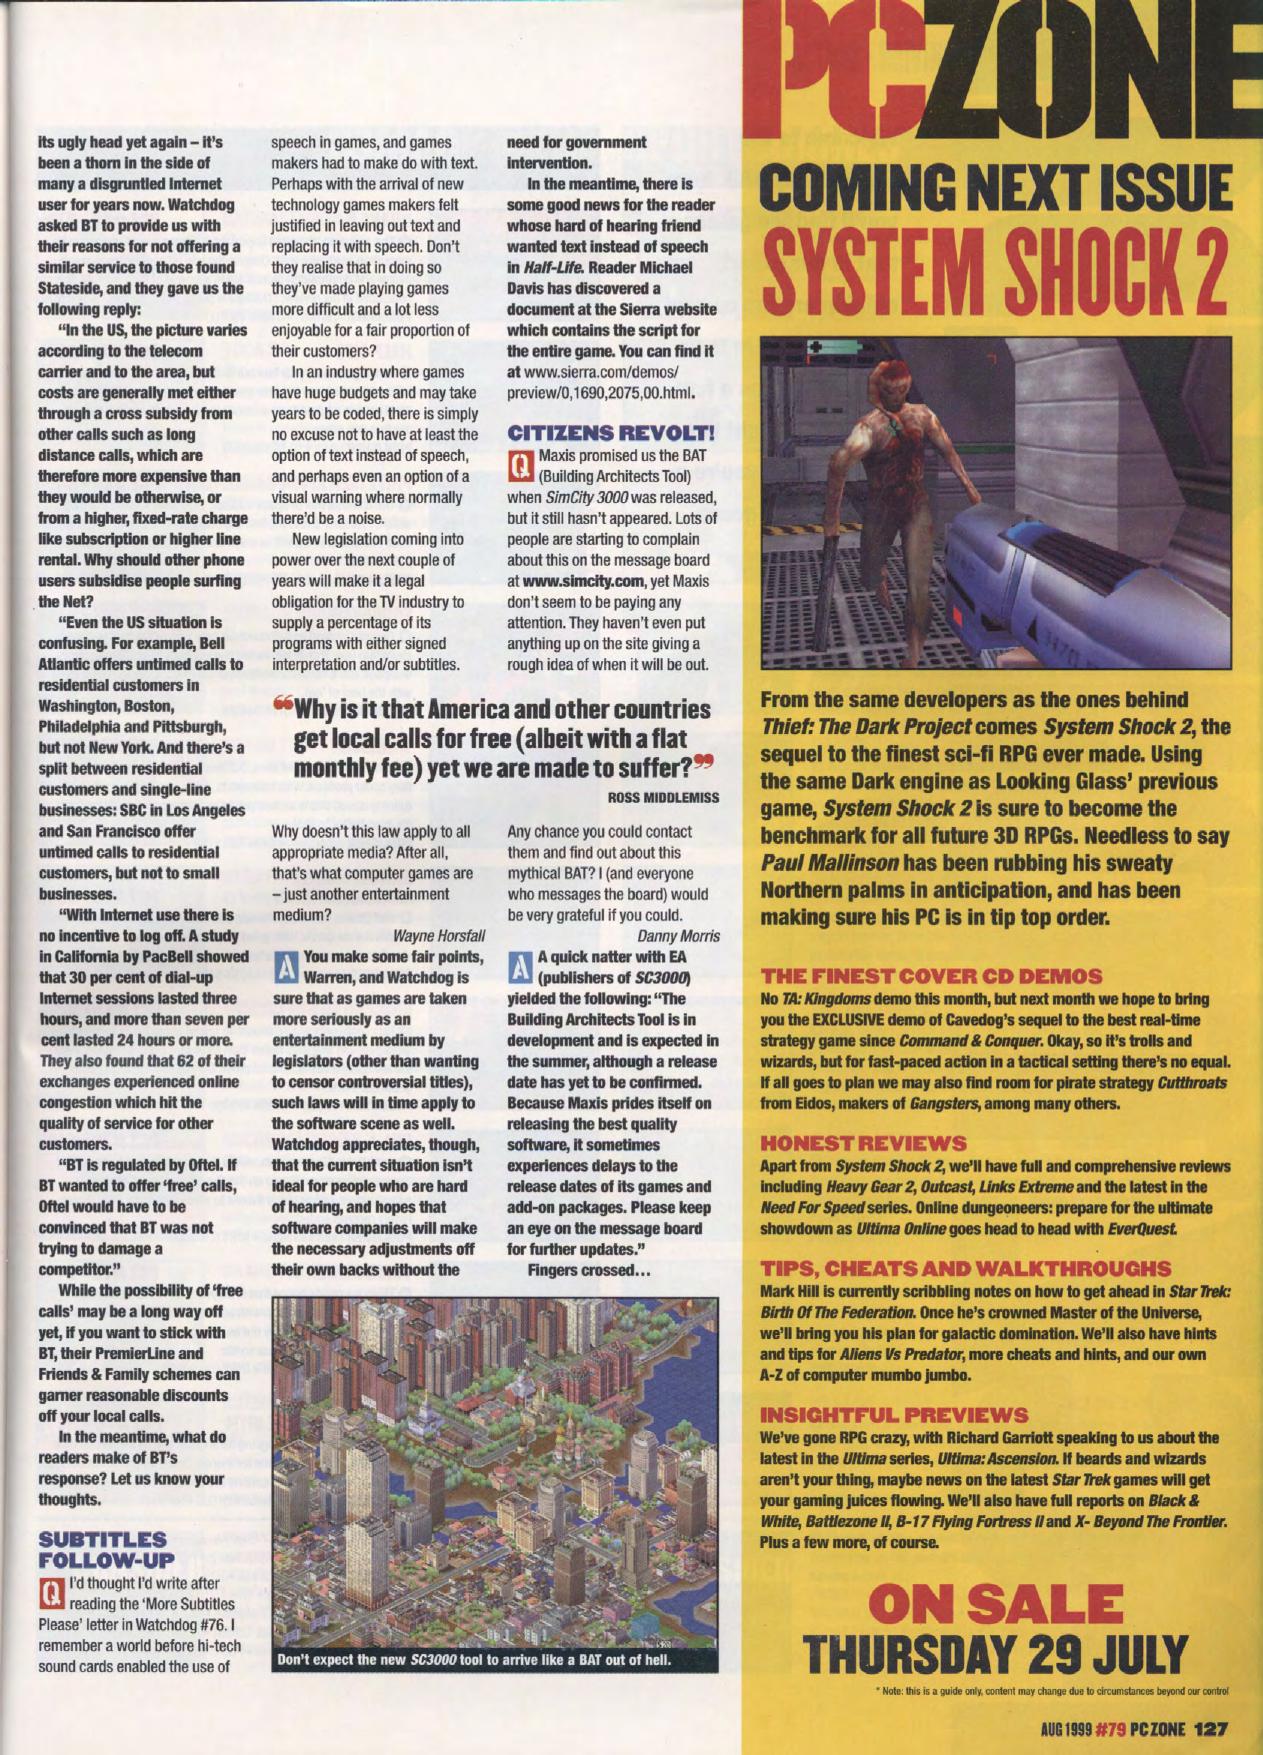 its ugly head yet again – it's
been a thorn in the side of
many a disgruntled Internet
user for years now. Watchdog
asked BT to provide us with
their reasons for not offering a
similar service to those found
Stateside, and they gave us the
following reply:
"In the US, the picture varies
according to the telecom
carrier and to the area, but
costs are generally met either
through a cross subsidy from
other calls such as long
distance calls, which are
therefore more expensive than
they would be otherwise, or
from a higher, fixed-rate charge
like subscription or higher line
rental. Why should other phone
users subsidise people surfing
the Net?
"Even the US situation is
confusing. For example, Bell
Atlantic offers untimed calls to
residential customers in
Washington, Boston,
Philadelphia and Pittsburgh,
but not New York. And there's a
split between residential
customers and single-line
businesses: SBC in Los Angeles
and San Francisco offer
untimed calls to residential
customers, but not to small
businesses.
"With Internet use there is
no incentive to log off. A study
in California by PacBell showed
that 30 per cent of dial-up
Internet sessions lasted three
hours, and more than seven per
cent lasted 24 hours or more.
They also found that 62 of their
exchanges experienced online
congestion which hit the
quality of service for other
customers.
"BT is regulated by Oftel. If
BT wanted to offer 'free' calls,
Oftel would have to be
convinced that BT was not
trying to damage a
competitor."
While the possibility of 'free
calls' may be a long way off
yet, if you want to stick with
BT, their PremierLine and
Friends & Family schemes can
garner reasonable discounts
off your local calls.
In the meantime, what do
readers make of BT's
response? Let us know your
thoughts.
SUBTITLES
FOLLOW-UP
Q I'd thought I'd write after
reading the 'More Subtitles
Please' letter in Watchdog #76. I
remember a world before hi-tech
sound cards enabled the use of
speech in games, and games
makers had to make do with text.
Perhaps with the arrival of new
technology games makers felt
justified in leaving out text and
replacing it with speech. Don't
they realise that in doing so
they've made playing games
more difficult and a lot less
enjoyable for a fair proportion of
their customers?
In an industry where games
have huge budgets and may take
years to be coded, there is simply
no excuse not to have at least the
option of text instead of speech,
and perhaps even an option of a
visual warning where normally
there'd be a noise.
New legislation coming into
power over the next couple of
years will make it a legal
obligation for the TV industry to
supply a percentage of its
programs with either signed
interpretation and/or subtitles.
"Why is it that America and other countries
get local calls for free (albeit with a flat
monthly fee) yet we are made to suffer?"
ROSS MIDDLEMISS
Why doesn't this law apply to all
appropriate media? After all,
that's what computer games are
– just another entertainment
medium?
Wayne Horsfall
A You make some fair points,
Warren, and Watchdog is
sure that as games are taken
more seriously as an
entertainment medium by
legislators (other than wanting
to censor controversial titles),
such laws will in time apply to
the software scene as well.
Watchdog appreciates, though,
that the current situation isn't
ideal for people who are hard
of hearing, and hopes that
software companies will make
the necessary adjustments off
their own backs without the
need for government
intervention.
In the meantime, there is
some good news for the reader
whose hard of hearing friend
wanted text instead of speech
in Half-Life. Reader Michael
Davis has discovered a
document at the Sierra website
which contains the script for
the entire game. You can find it
at www.sierra.com/demos/
preview/0,1690,2075,00.html.
CITIZENS REVOLT!
Q Maxis promised us the BAT
(Building Architects Tool)
when SimCity 3000 was released,
but it still hasn't appeared. Lots of
people are starting to complain
about this on the message board
at www.simcity.com, yet Maxis
don't seem to be paying any
attention. They haven't even put
anything up on the site giving a
rough idea of when it will be out.
Any chance you could contact
them and find out about this
mythical BAT? I (and everyone
who messages the board) would
be very grateful if you could.
Danny Morris
A A quick natter with EA
(publishers of SC3000)
yielded the following: "The
Building Architects Tool is in
development and is expected in
the summer, although a release
date has yet to be confirmed.
Because Maxis prides itself on
releasing the best quality
software, it sometimes
experiences delays to the
release dates of its games and
add-on packages. Please keep
an eye on the message board
for further updates."
Fingers crossed...
Don't expect the new SC3000 tool to arrive like a BAT out of hell.
PCZONE
COMING NEXT ISSUE
SYSTEM SHOCK 2
From the same developers as the ones behind
Thief: The Dark Project comes System Shock 2, the
sequel to the finest sci-fi RPG ever made. Using
the same Dark engine as Looking Glass' previous
game, System Shock 2 is sure to become the
benchmark for all future 3D RPGs. Needless to say
Paul Mallinson has been rubbing his sweaty
Northern palms in anticipation, and has been
making sure his PC is in tip top order.
THE FINEST COVER CD DEMOS
No TA: Kingdoms demo this month, but next month we hope to bring
you the EXCLUSIVE demo of Cavedog's sequel to the best real-time
strategy game since Command & Conquer. Okay, so it's trolls and
wizards, but for fast-paced action in a tactical setting there's no equal.
If all goes to plan we may also find room for pirate strategy Cutthroats
from Eidos, makers of Gangsters, among many others.
HONEST REVIEWS
Apart from System Shock 2, we'll have full and comprehensive reviews
including Heavy Gear 2, Outcast, Links Extreme and the latest in the
Need For Speed series. Online dungeoners: prepare for the ultimate
showdown as Ultima Online goes head to head with EverQuest.
TIPS, CHEATS AND WALKTHROUGHS
Mark Hill is currently scribbling notes on how to get ahead in Star Trek:
Birth Of The Federation. Once he's crowned Master of the Universe,
we'll bring you his plan for galactic domination. We'll also have hints
and tips for Aliens Vs Predator, more cheats and hints, and our own
A-Z of computer mumbo jumbo.
INSIGHTFUL PREVIEWS
We've gone RPG crazy, with Richard Garriott speaking to us about the
latest in the Ultima series, Ultima: Ascension. If beards and wizards
aren't your thing, maybe news on the latest Star Trek games will get
your gaming juices flowing. We'll also have full reports on Black &
White, Battlezone II, B-17 Flying Fortress II and X- Beyond The Frontier.
Plus a few more, of course.
ON SALE
THURSDAY 29 JULY
* Note: this is a guide only, content may change due to circumstances beyond our control
AUG 1999 #79 PC ZONE 127